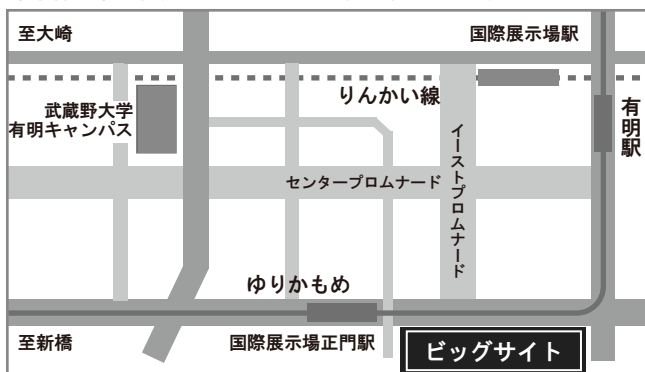 至大崎
国際展示場駅
りんかい線
武蔵野大学
有明キャンパス
有明駅
イーストプロムナード
センタープロムナード
ゆりかもめ
至新橋
国際展示場正門駅
ビッグサイト